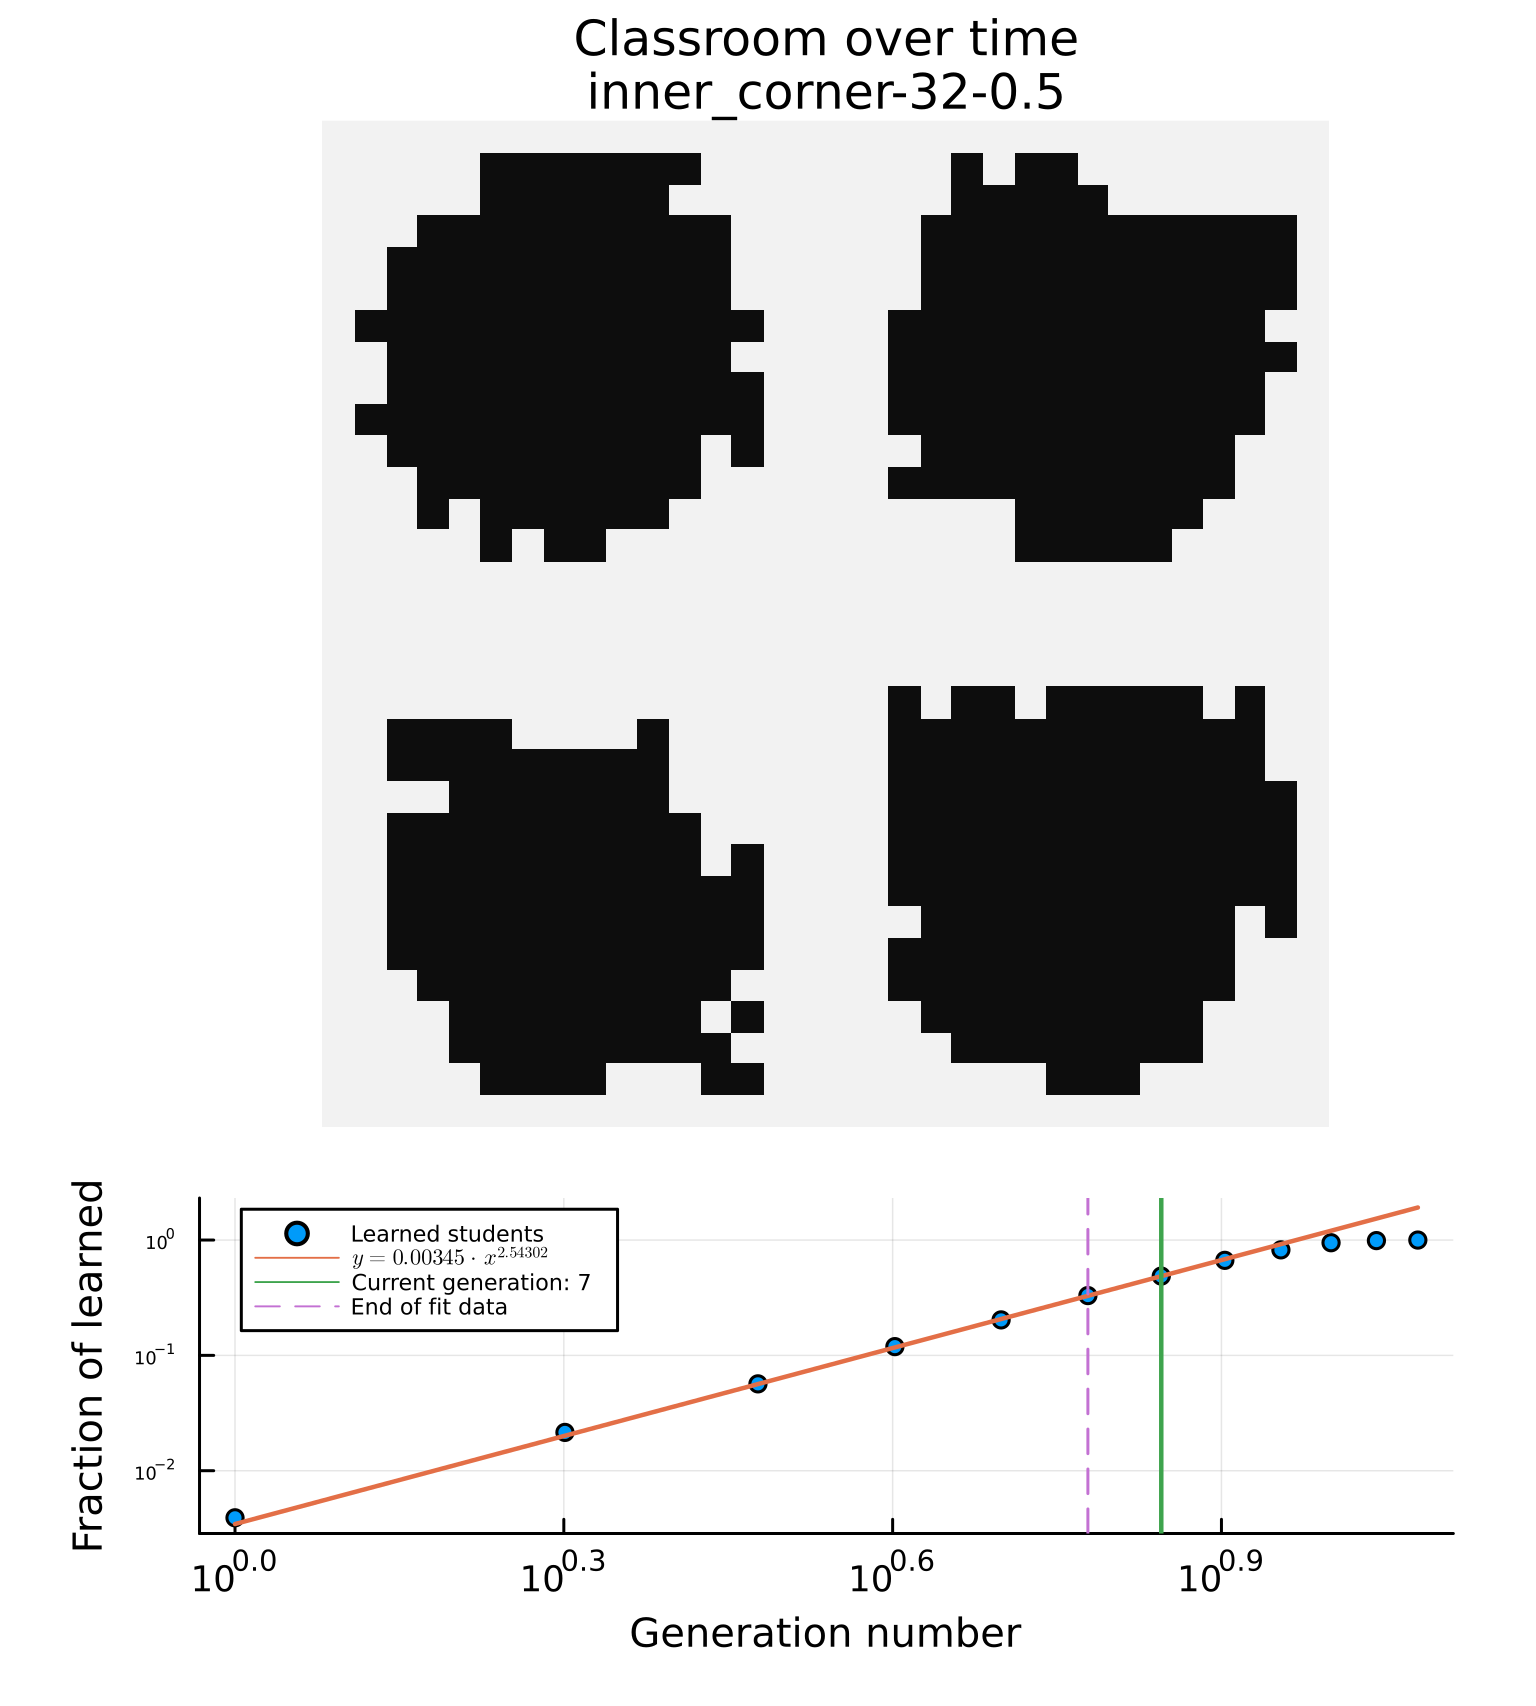 Classroom over time
inner_corner-32-0.5
Fraction of learned
10⁰
10⁻¹
10⁻²
Learned students
y = 0.00345 · x^2.54302
Current generation: 7
End of fit data
10^0.0
10^0.3
10^0.6
10^0.9
Generation number